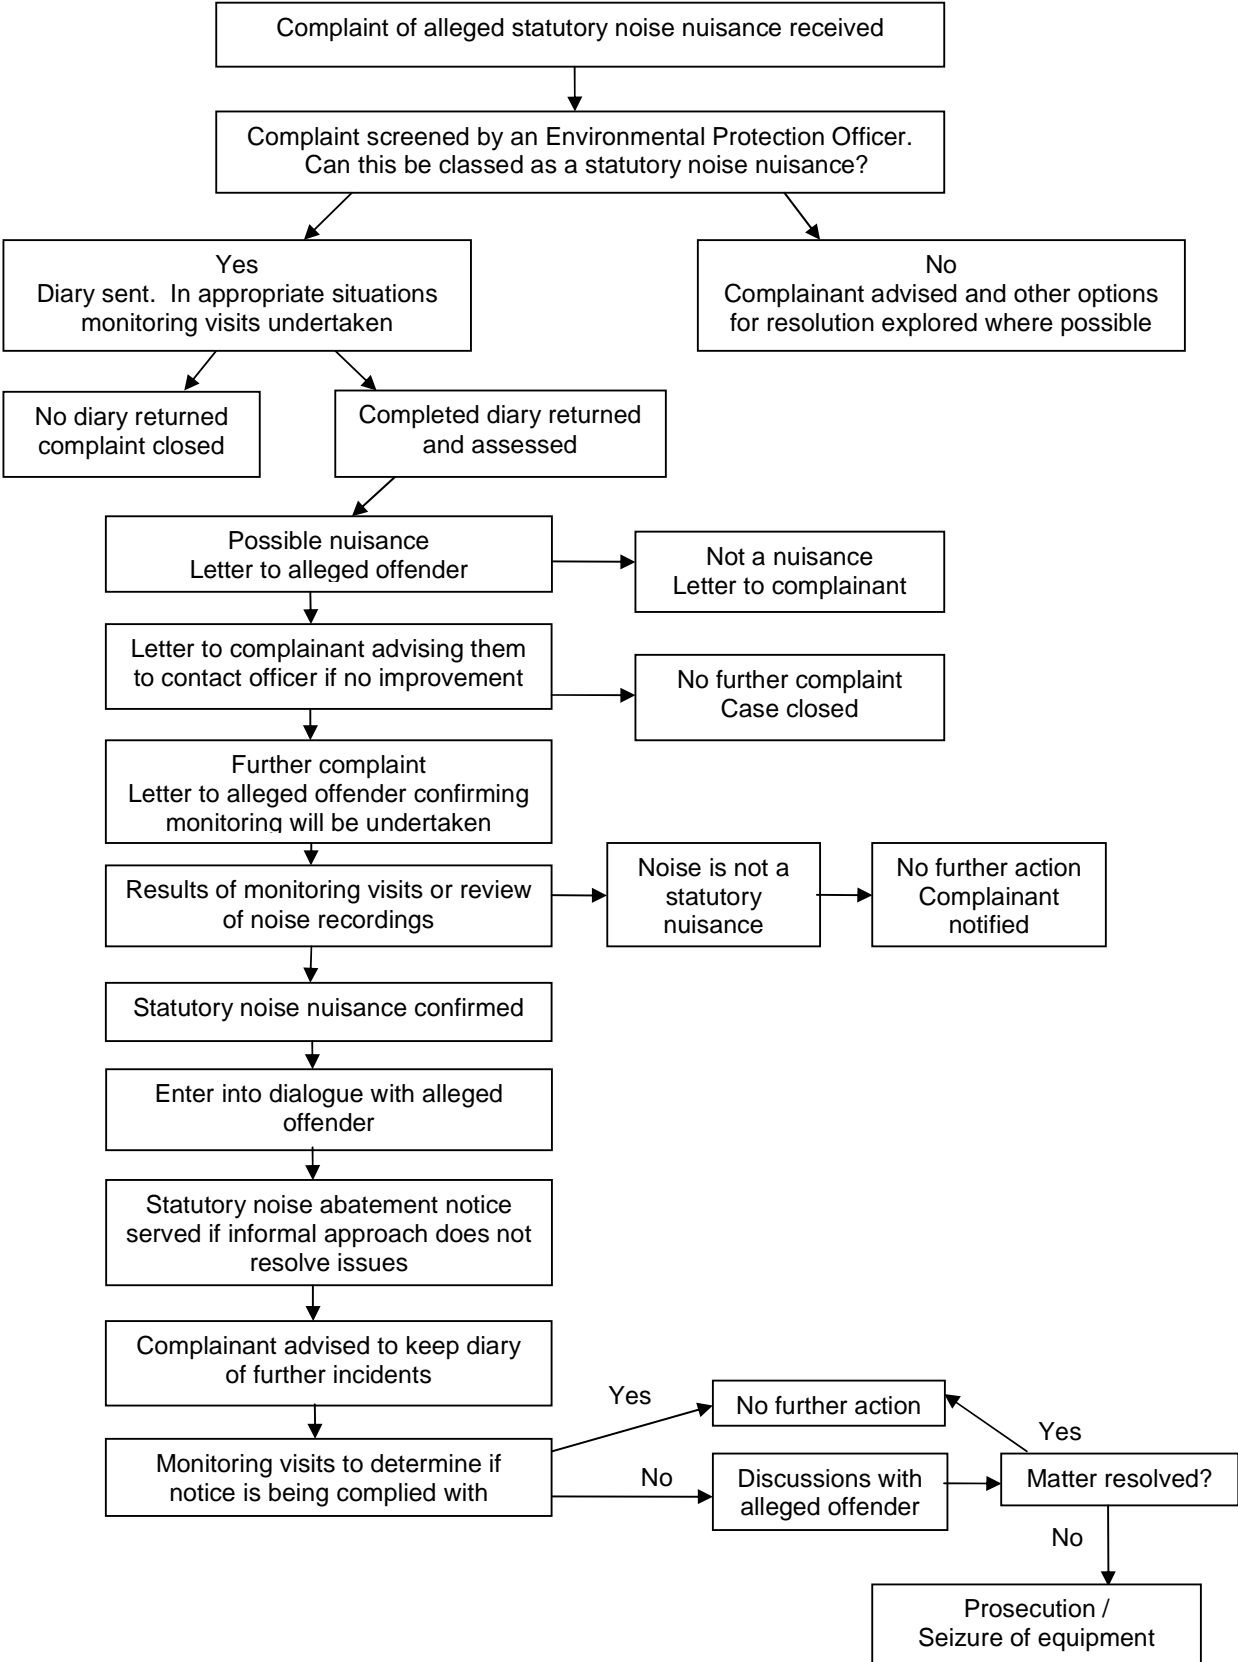 Complaint of alleged statutory noise nuisance received
Complaint screened by an Environmental Protection Officer.
Can this be classed as a statutory noise nuisance?
Yes
Diary sent.  In appropriate situations
monitoring visits undertaken
No
Complainant advised and other options
for resolution explored where possible
No diary returned
complaint closed
Completed diary returned
and assessed
Possible nuisance
Letter to alleged offender
Not a nuisance
Letter to complainant
Letter to complainant advising them
to contact officer if no improvement
No further complaint
Case closed
Further complaint
Letter to alleged offender confirming
monitoring will be undertaken
Results of monitoring visits or review
of noise recordings
Noise is not a
statutory
nuisance
No further action
Complainant
notified
Statutory noise nuisance confirmed
Enter into dialogue with alleged
offender
Statutory noise abatement notice
served if informal approach does not
resolve issues
Complainant advised to keep diary
of further incidents
Monitoring visits to determine if
notice is being complied with
Yes
No further action
No
Discussions with
alleged offender
Yes
Matter resolved?
No
Prosecution /
Seizure of equipment